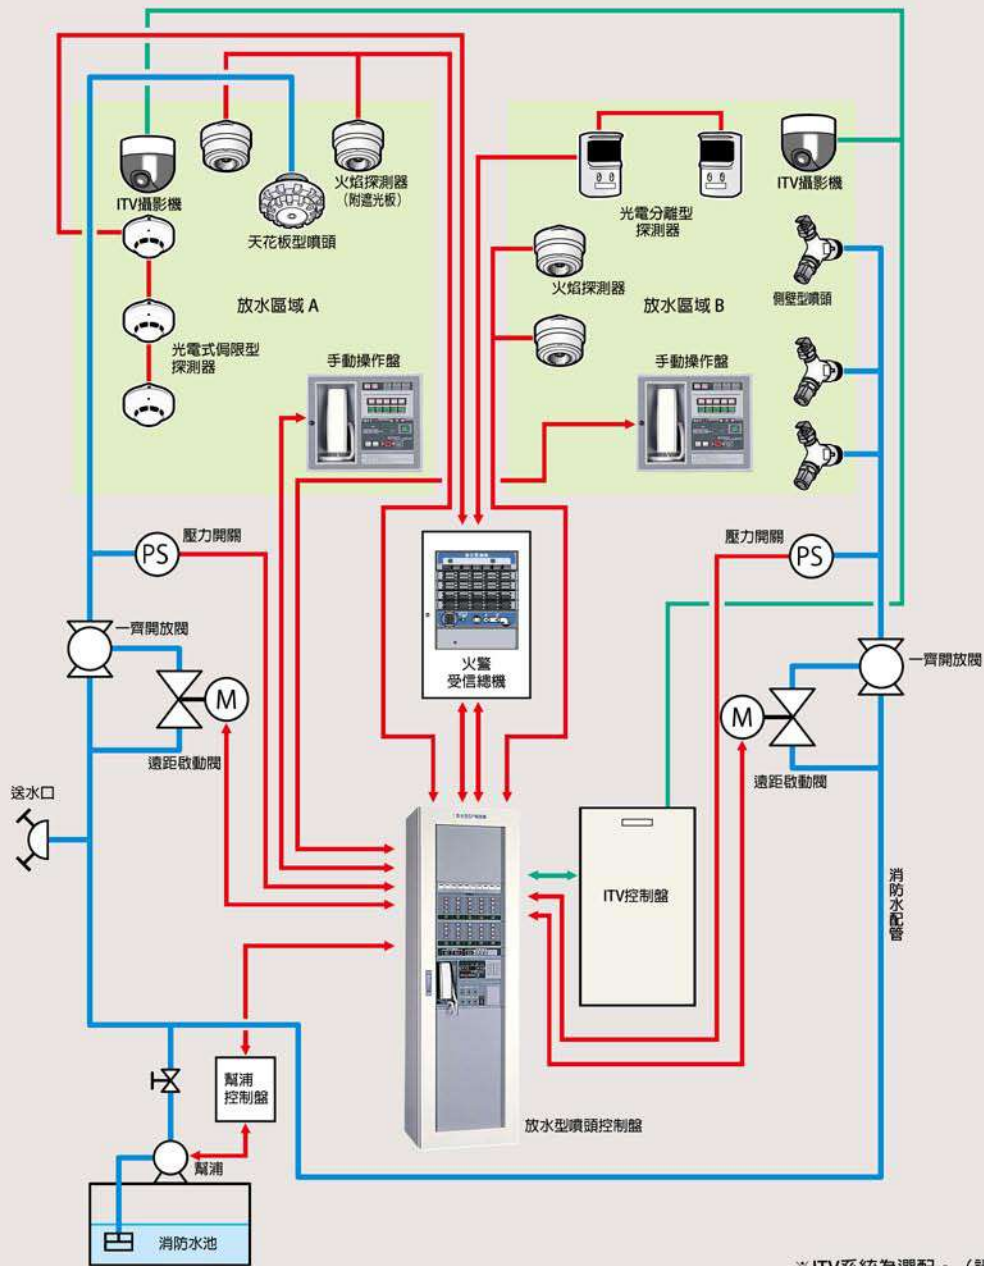 ITV攝影機
火焰探測器
(附遮光板)
天花板型噴頭
放水區域 A
光電式侷限型
探測器
手動操作盤
光電分離型
探測器
ITV攝影機
火焰探測器
側壁型噴頭
放水區域 B
手動操作盤
PS
壓力開關
壓力開關
PS
一齊開放閥
火警
受信總機
一齊開放閥
M
遠距啟動閥
M
遠距啟動閥
送水口
ITV控制盤
消防水配管
幫浦
控制盤
放水型噴頭控制盤
幫浦
消防水池
※ITV系統為選配。